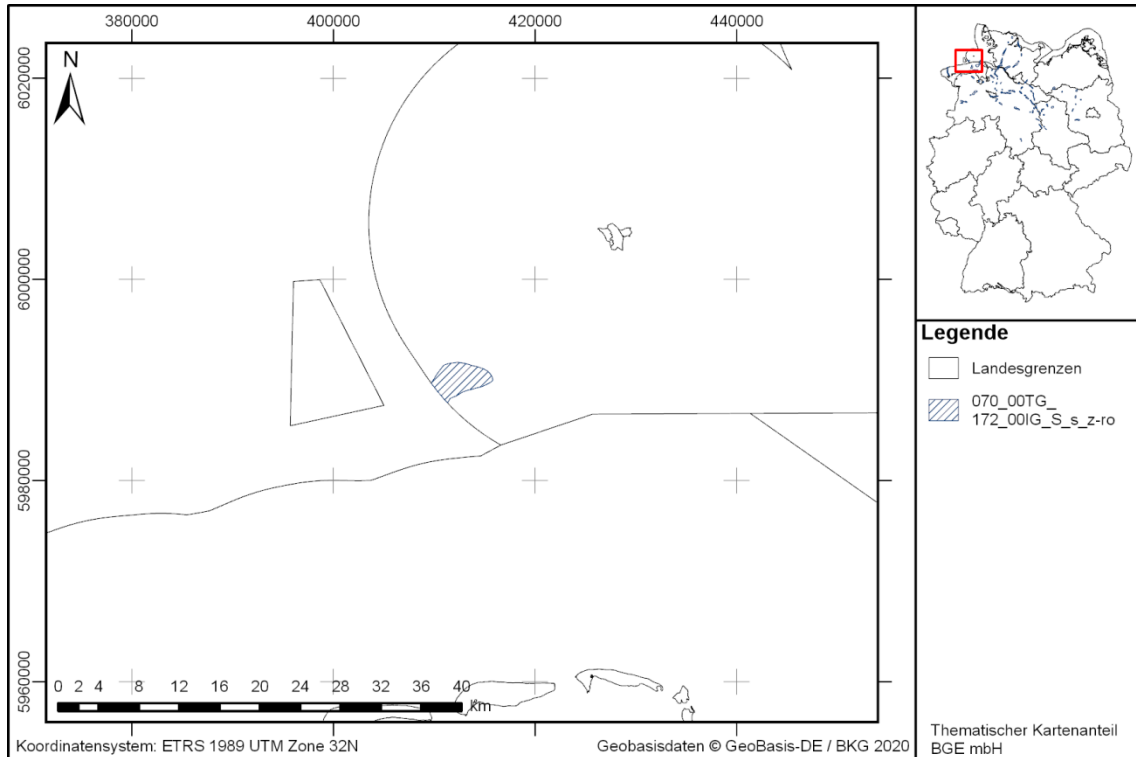 380000 400000 420000 440000
N
6020000
6000000
5980000
5960000
0 2 4 8 12 16 20 24 28 32 36 40
Km
Koordinatensystem: ETRS 1989 UTM Zone 32N
Geobasisdaten © GeoBasis-DE / BKG 2020
Legende
Landesgrenzen
070_00TG_
172_00IG_S_s_z-ro
Thematischer Kartenanteil
BGE mbH